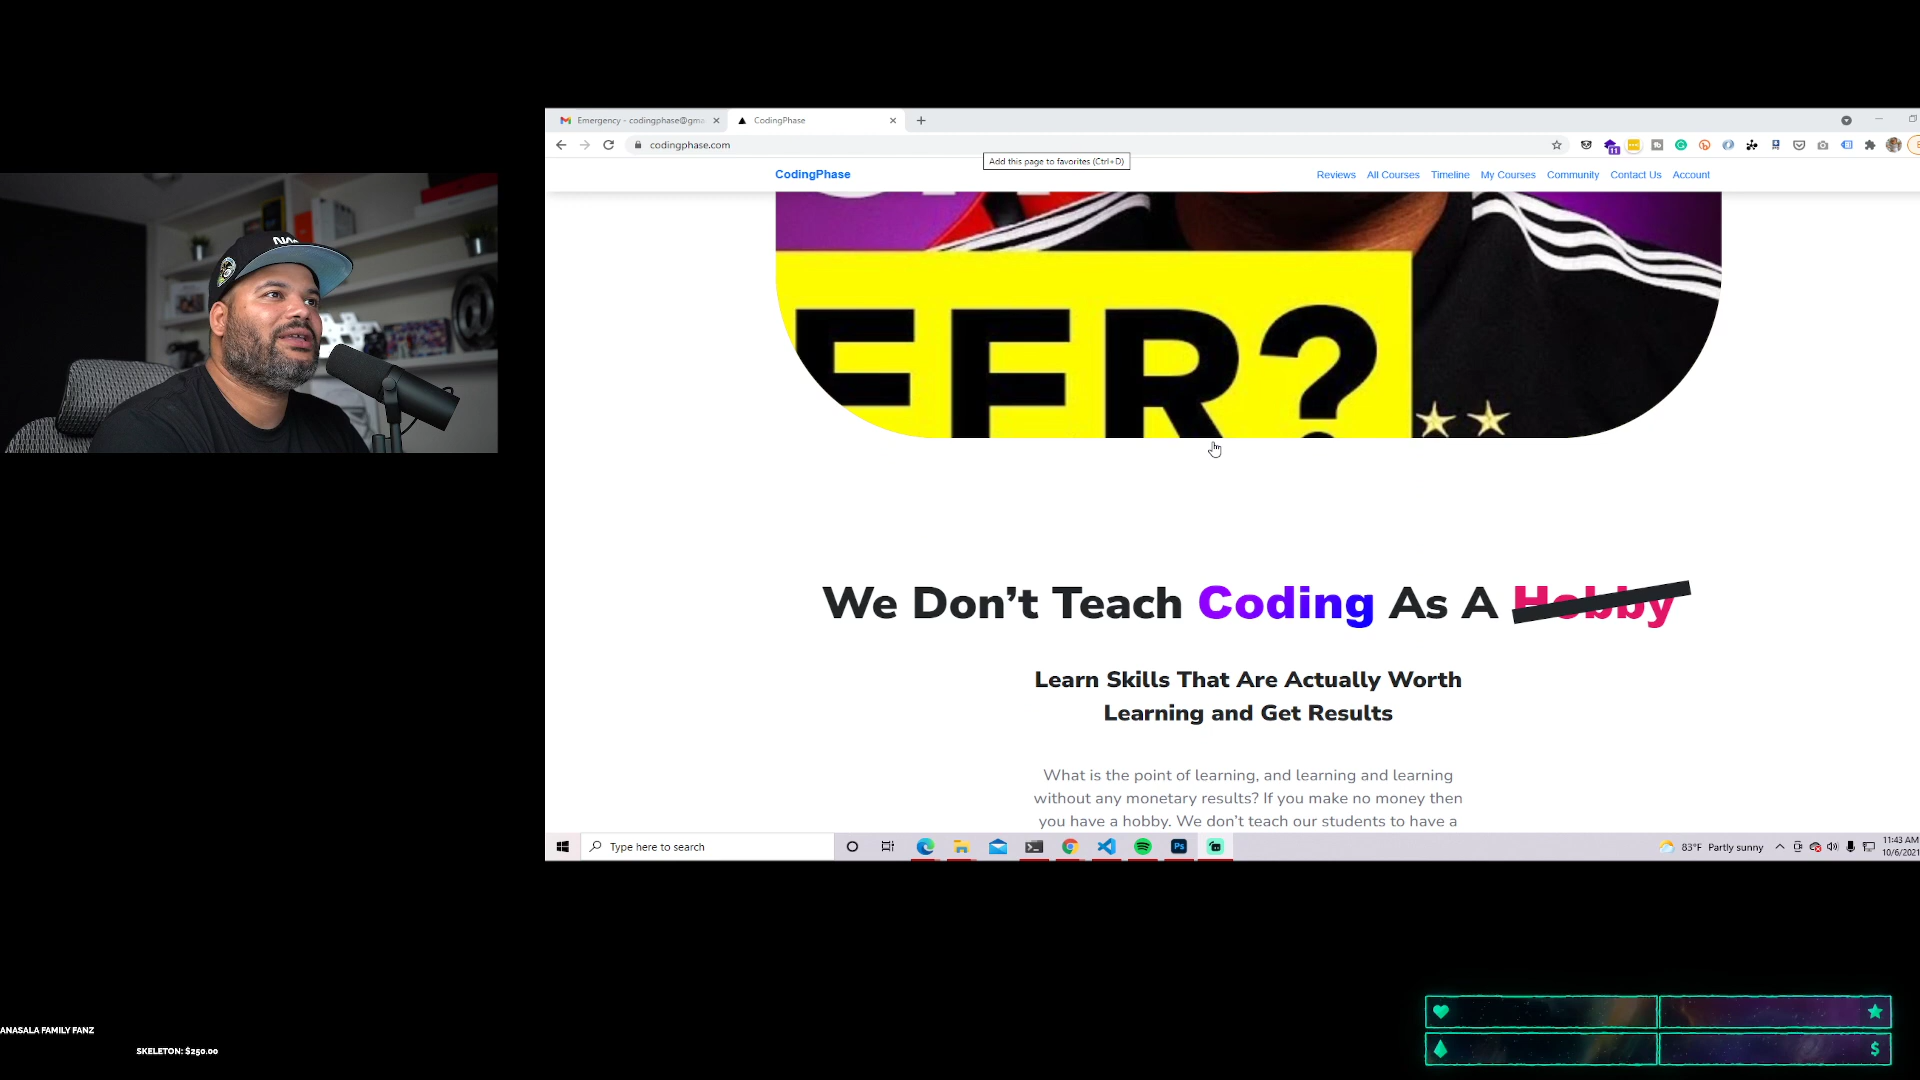 Emergency - codingphase@gma
CodingPhase
codingphase.com
Add this page to favorites (Ctrl+D)
CodingPhase
Reviews
All Courses
Timeline
My Courses
Community
Contact Us
Account
EER?
We Don't Teach Coding As A Hobby
Learn Skills That Are Actually Worth
Learning and Get Results
What is the point of learning, and learning and learning
without any monetary results? If you make no money then
you have a hobby. We don't teach our students to have a
Type here to search
Ps
83°F Partly sunny
11:43 AM
10/6/2021
ANASALA FAMILY FANZ
SKELETON: $250.00
$